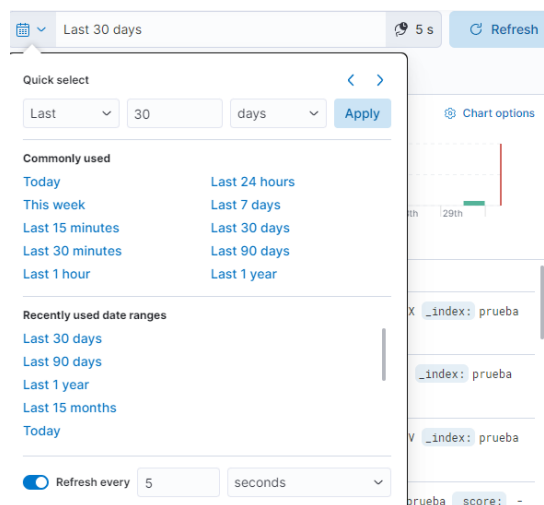 Last 30 days
5 s
Refresh
Quick select
Last 30 days Apply
Chart options
Commonly used
Today Last 24 hours
This week Last 7 days
Last 15 minutes Last 30 days
Last 30 minutes Last 90 days
Last 1 hour Last 1 year
29th
Recently used date ranges
Last 30 days
Last 90 days
Last 1 year
Last 15 months
Today
X _index: prueba
_index: prueba
V _index: prueba
prueba _score: -
Refresh every 5 seconds